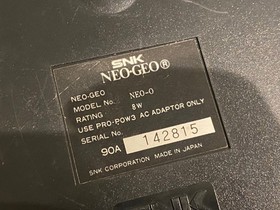 SNK
NEO•GEO®
NEO-GEO
MODEL No. NEO-0
RATING 8W
USE PRO-POW3 AC ADAPTOR ONLY
SERIAL No.
90A 142815
SNK CORPORATION MADE IN JAPAN